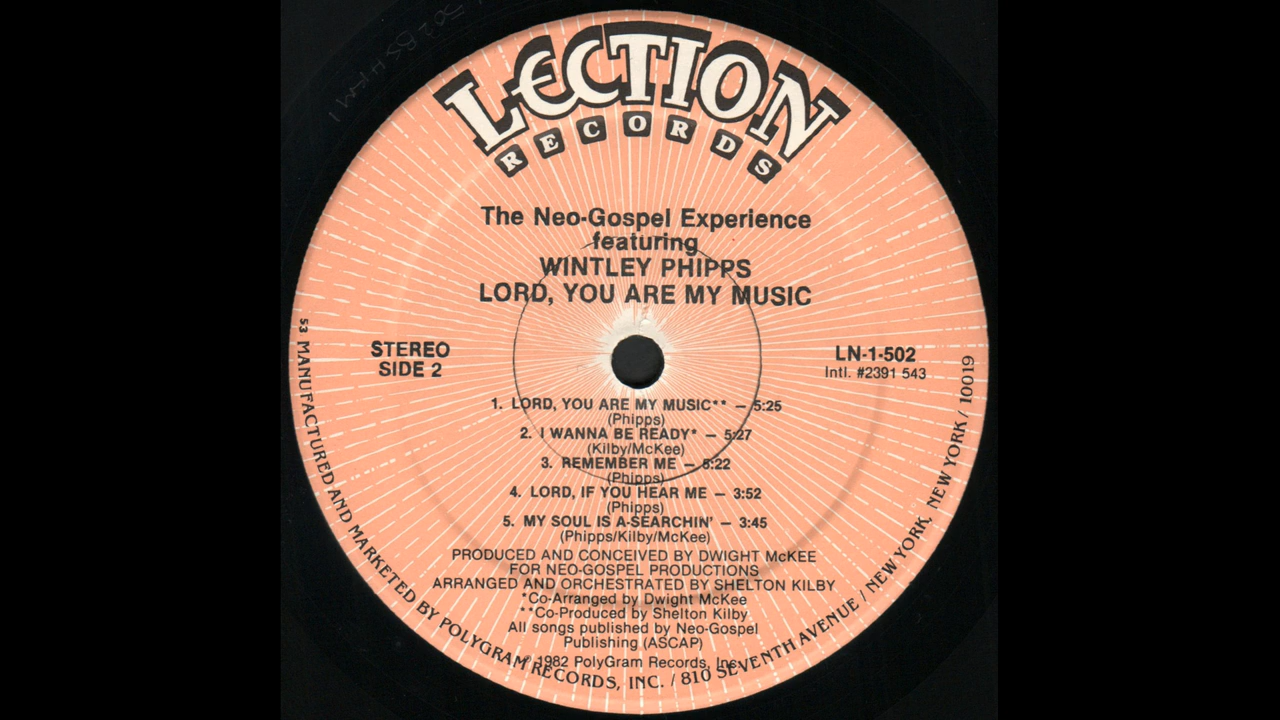 LECTION
RECORDS
The Neo-Gospel Experience
featuring
WINTLEY PHIPPS
LORD, YOU ARE MY MUSIC
STEREO
SIDE 2
LN-1-502
Intl. #2391 543
1. LORD, YOU ARE MY MUSIC** — 5:25
(Phipps)
2. I WANNA BE READY* — 5:27
(Kilby/McKee)
3. REMEMBER ME — 5:22
(Phipps)
4. LORD, IF YOU HEAR ME — 3:52
(Phipps)
5. MY SOUL IS A-SEARCHIN' — 3:45
(Phipps/Kilby/McKee)
PRODUCED AND CONCEIVED BY DWIGHT McKEE
FOR NEO-GOSPEL PRODUCTIONS
ARRANGED AND ORCHESTRATED BY SHELTON KILBY
*Co-Arranged by Dwight McKee
**Co-Produced by Shelton Kilby
All songs published by Neo-Gospel
Publishing (ASCAP)
℗ 1982 PolyGram Records, Inc.
53 MANUFACTURED AND MARKETED BY POLYGRAM RECORDS, INC. / 810 SEVENTH AVENUE / NEW YORK, NEW YORK / 10019